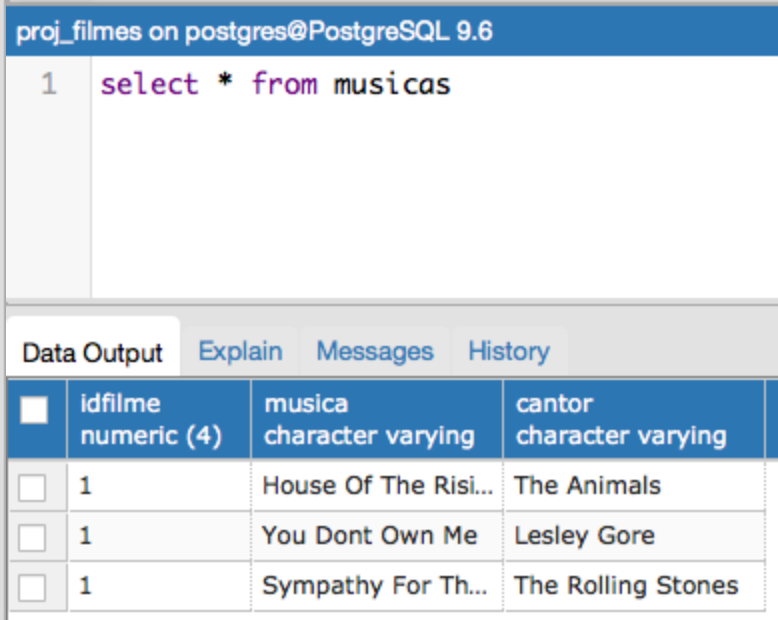 proj_filmes on postgres@PostgreSQL 9.6
1 select * from musicas
Data Output Explain Messages History
idfilme musica cantor
numeric (4) character varying character varying
1 House Of The Risi... The Animals
1 You Dont Own Me Lesley Gore
1 Sympathy For Th... The Rolling Stones